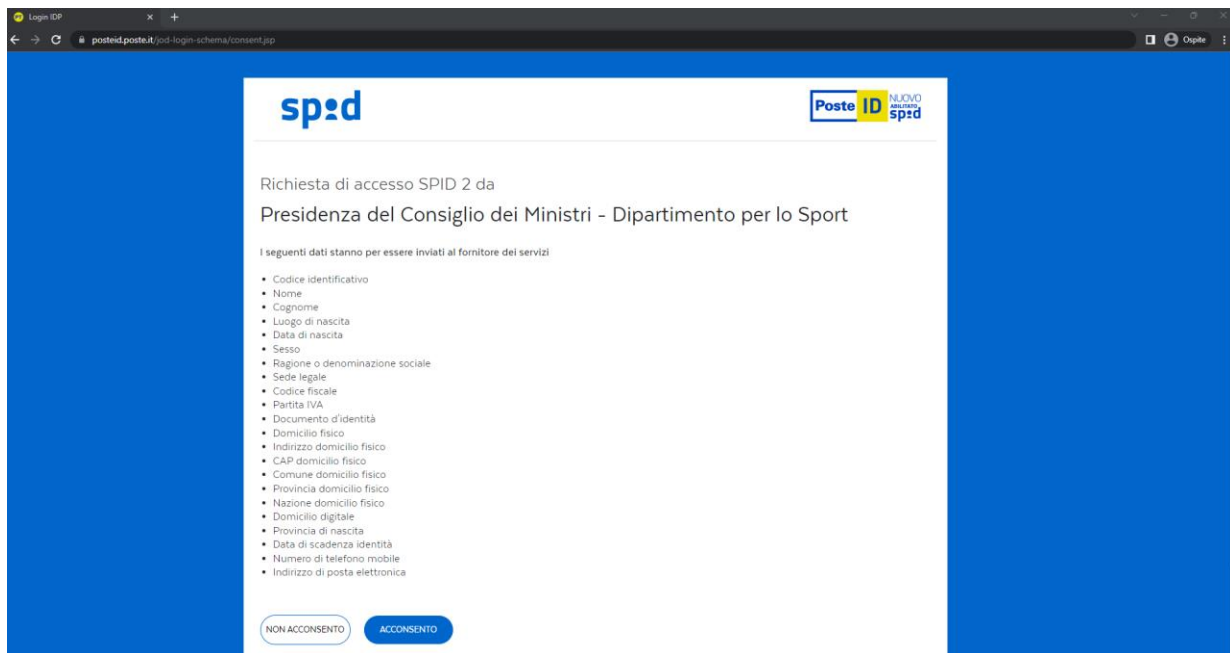 Login IDP
posteid.poste.it/jod-login-schema/consent.jsp
Ospite
spid
Poste ID NUOVO
ABILITATO
spid
Richiesta di accesso SPID 2 da
Presidenza del Consiglio dei Ministri - Dipartimento per lo Sport
I seguenti dati stanno per essere inviati al fornitore dei servizi
• Codice identificativo
• Nome
• Cognome
• Luogo di nascita
• Data di nascita
• Sesso
• Ragione o denominazione sociale
• Sede legale
• Codice fiscale
• Partita IVA
• Documento d'identità
• Domicilio fisico
• Indirizzo domicilio fisico
• CAP domicilio fisico
• Comune domicilio fisico
• Provincia domicilio fisico
• Nazione domicilio fisico
• Domicilio digitale
• Provincia di nascita
• Data di scadenza identità
• Numero di telefono mobile
• Indirizzo di posta elettronica
NON ACCONSENTO ACCONSENTO